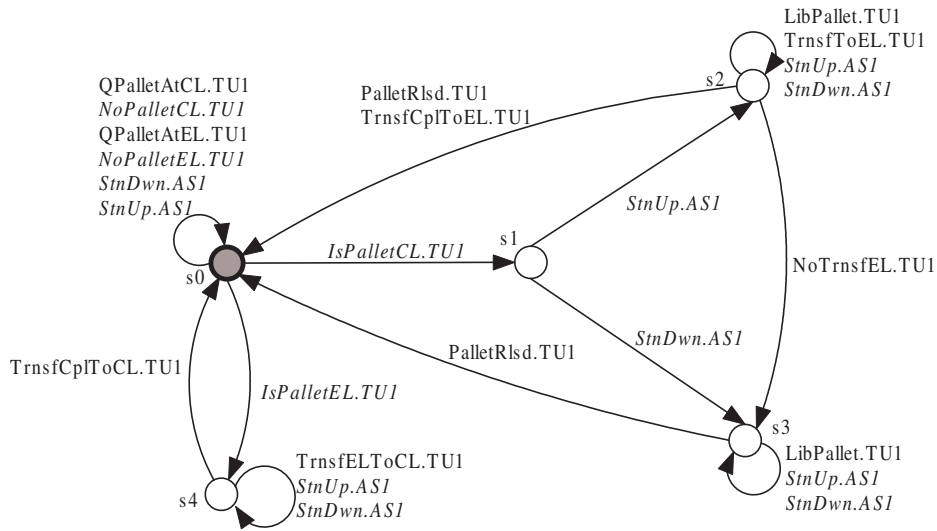 LibPallet.TU1
TrnsfToEL.TU1
StnUp.AS1
StnDwn.AS1
s2
QPalletAtCL.TU1
NoPalletCL.TU1
QPalletAtEL.TU1
NoPalletEL.TU1
StnDwn.AS1
StnUp.AS1
PalletRlsd.TU1
TrnsfCplToEL.TU1
StnUp.AS1
s1
IsPalletCL.TU1
s0
NoTrnsfEL.TU1
StnDwn.AS1
PalletRlsd.TU1
TrnsfCplToCL.TU1
IsPalletEL.TU1
s3
LibPallet.TU1
StnUp.AS1
StnDwn.AS1
s4
TrnsfELToCL.TU1
StnUp.AS1
StnDwn.AS1